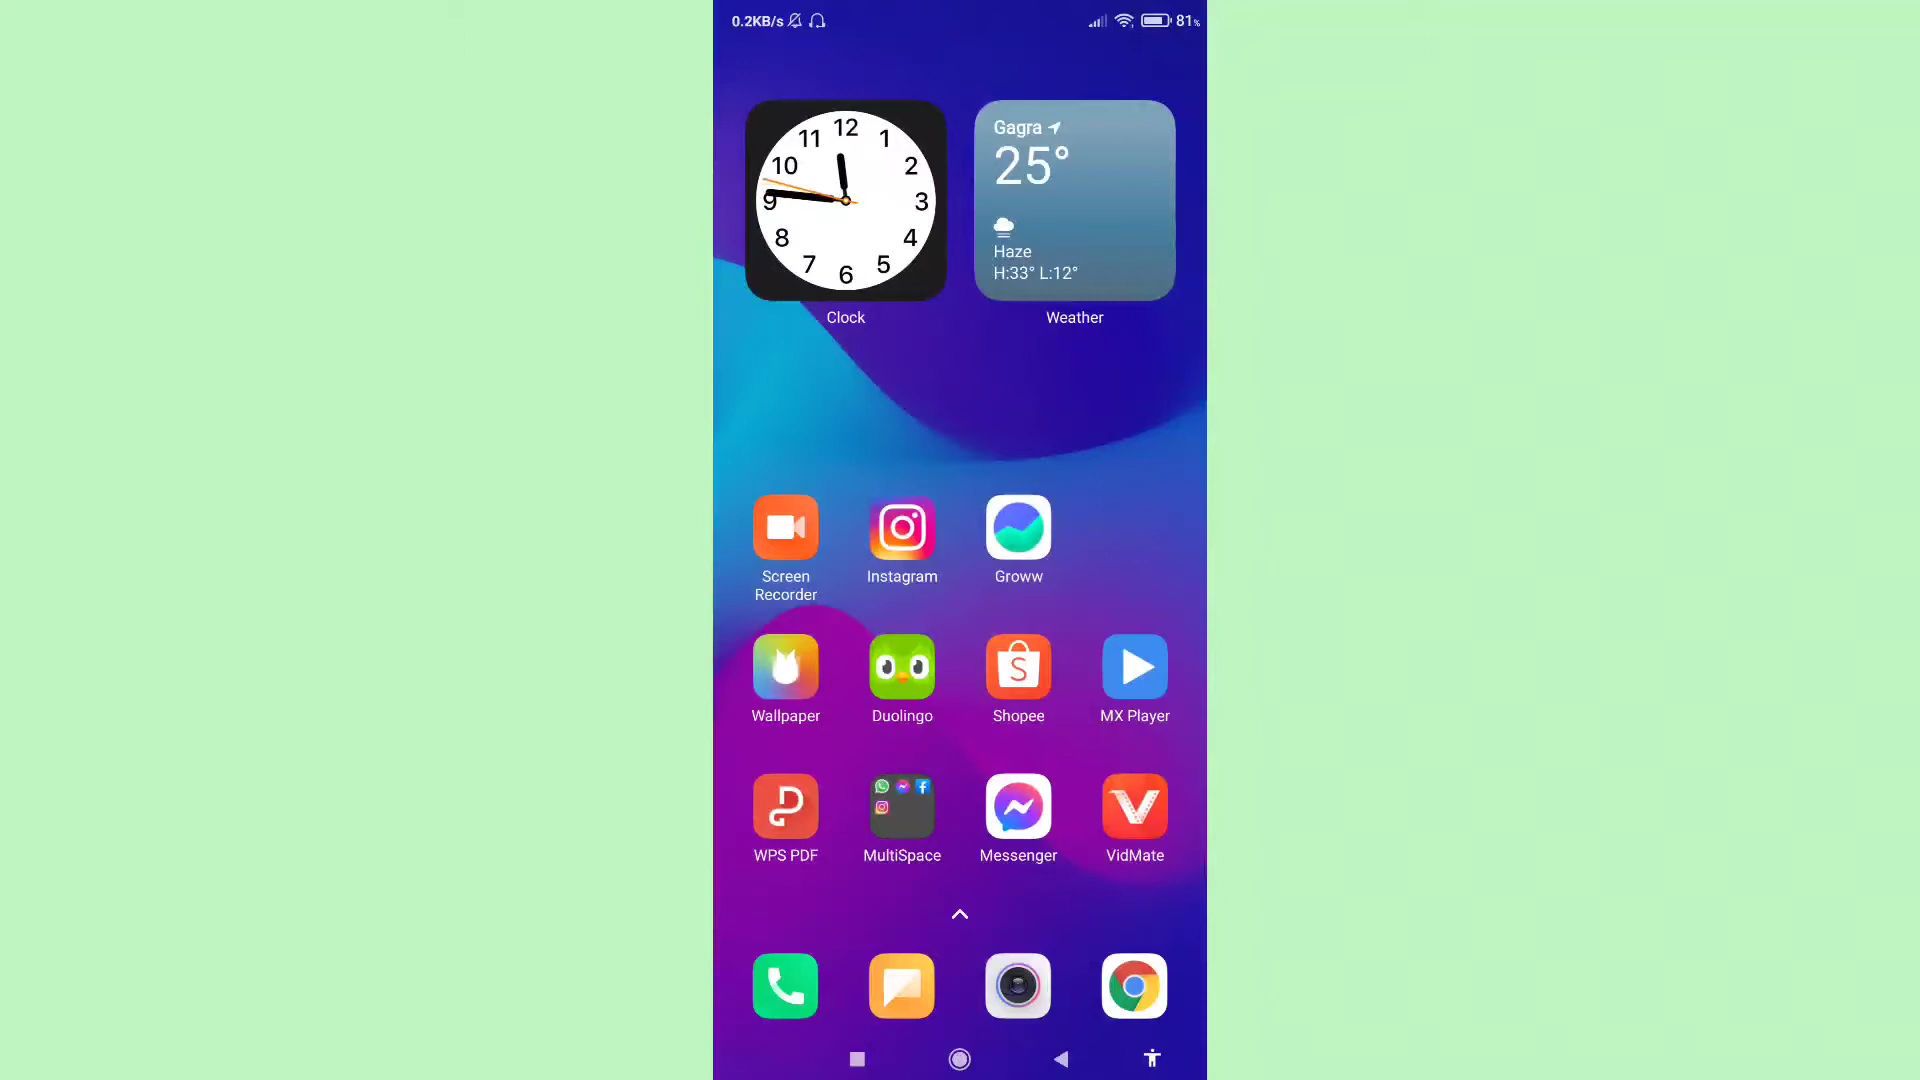 0.2KB/s
81%
12
11
1
10
2
9
3
8
4
7
5
6
Gagra
25°
Haze
H:33° L:12°
Clock
Weather
Screen
Recorder
Instagram
Groww
S
Wallpaper
Duolingo
Shopee
MX Player
WPS PDF
MultiSpace
Messenger
VidMate